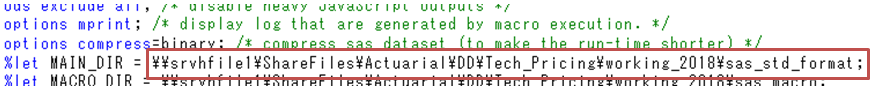 ods exclude all; /* disable heavy JavaScript outputs */
options mprint; /* display log that are generated by macro execution. */
options compress=binary; /* compress sas dataset (to make the run-time shorter) */
%let MAIN_DIR = ¥¥srvhfile1¥ShareFiles¥Actuarial¥DD¥Tech_Pricing¥working_2018¥sas_std_format;
%let MACRO_DIR = ¥¥srvhfile1¥ShareFiles¥Actuarial¥DD¥Tech_Pricing¥working_2018¥sas_macro